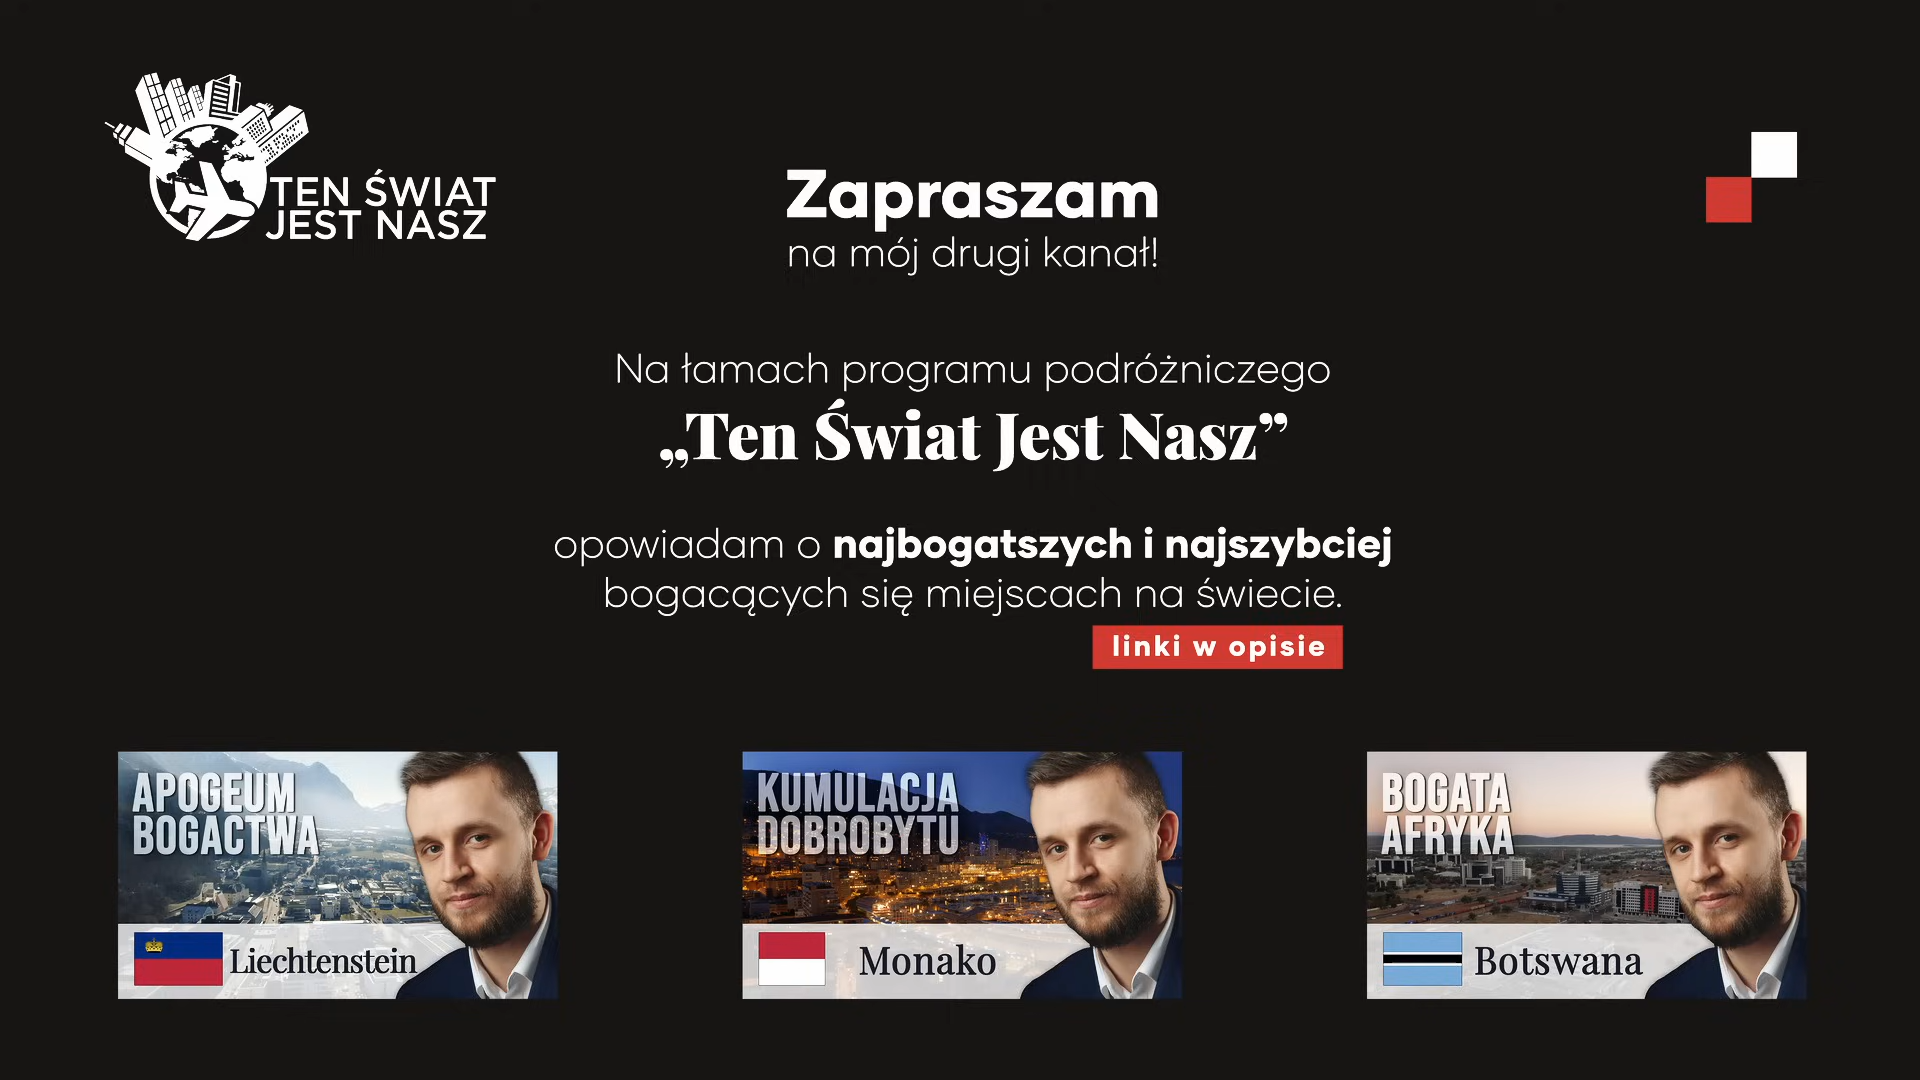 TEN ŚWIAT
JEST NASZ
Zapraszam
na mój drugi kanał!
Na łamach programu podróżniczego
„Ten Świat Jest Nasz”
opowiadam o najbogatszych i najszybciej
bogacących się miejscach na świecie.
linki w opisie
APOGEUM
BOGACTWA
Liechtenstein
KUMULACJA
DOBROBYTU
Monako
BOGATA
AFRYKA
Botswana